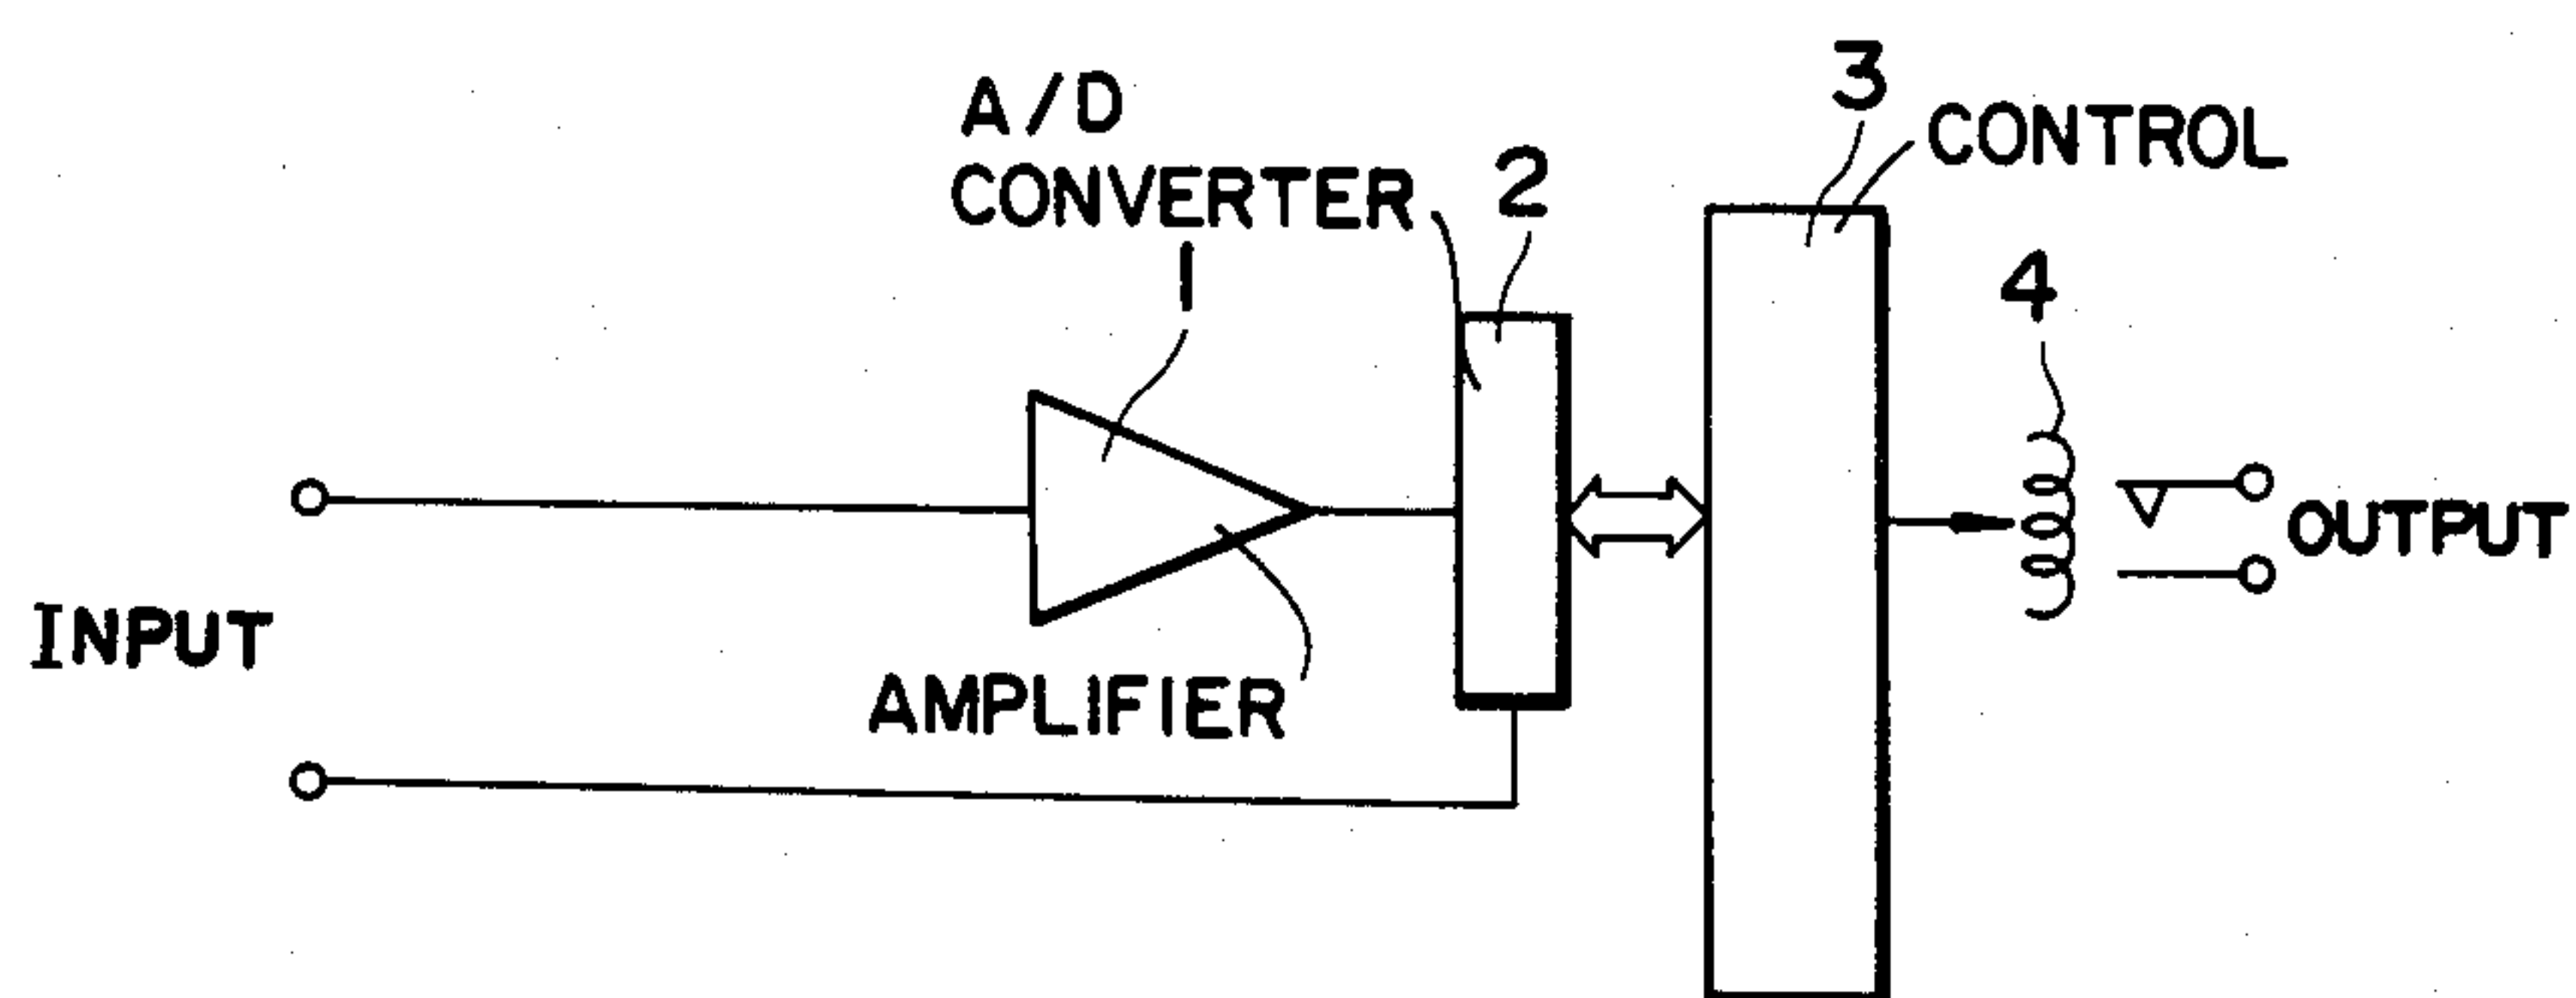 A/D
CONVERTER
1
2
3
CONTROL
4
INPUT
AMPLIFIER
OUTPUT